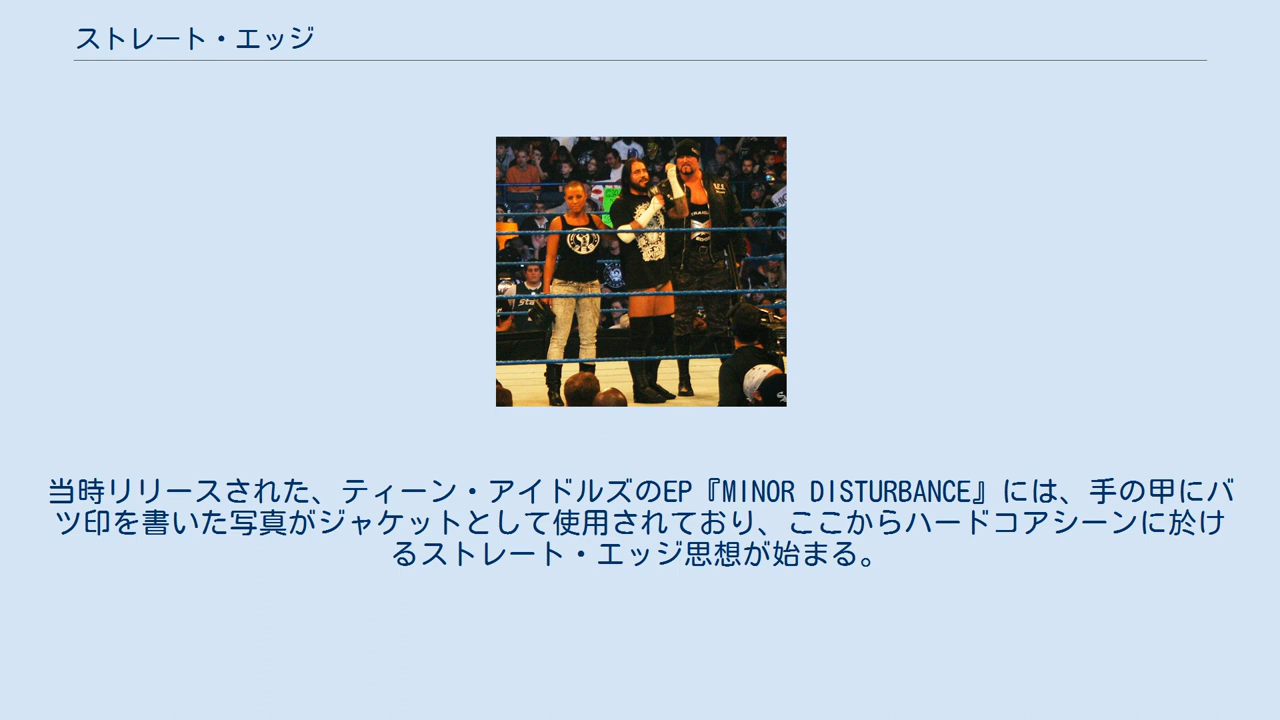 ストレート・エッジ
当時リリースされた、ティーン・アイドルズのEP『MINOR DISTURBANCE』には、手の甲にバ
ツ印を書いた写真がジャケットとして使用されており、ここからハードコアシーンに於け
るストレート・エッジ思想が始まる。